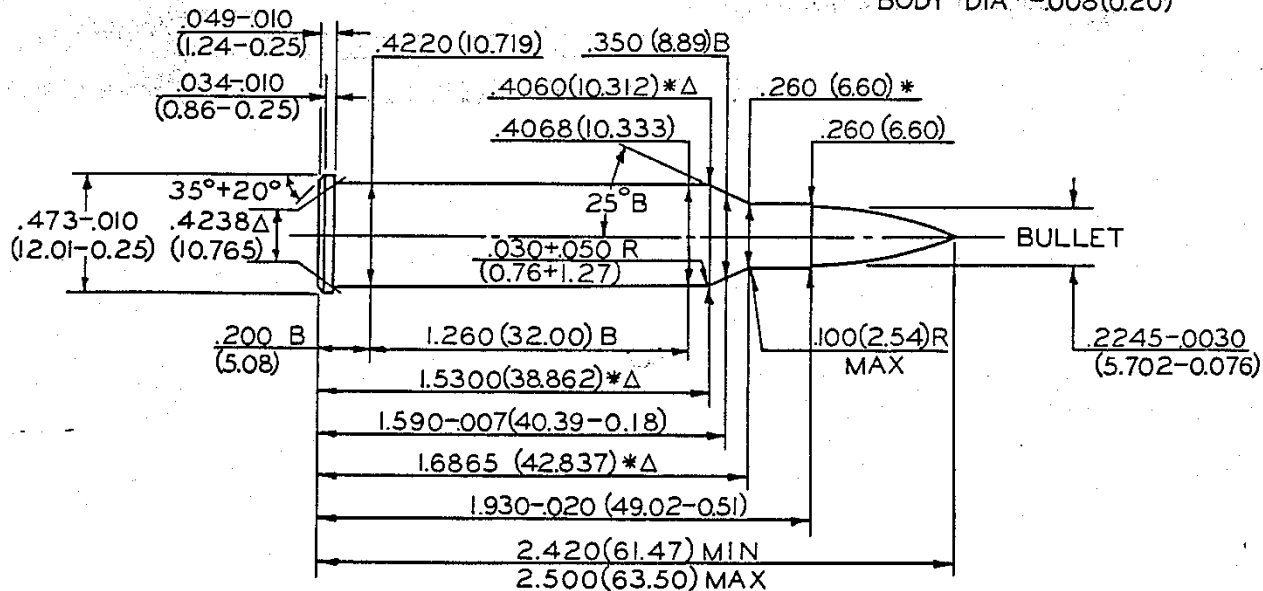 BODY DIA -.008(0.20)
.049-.010
(1.24-0.25)
.4220(10.719)
.350 (8.89)B
.034-.010
(0.86-0.25)
.4060(10.312)*Δ
.260 (6.60)*
.4068(10.333)
.260(6.60)
35°+20°
25°B
.473-.010
(12.01-0.25)
.4238Δ
(10.765)
.030+.050 R
(0.76+1.27)
BULLET
.200 B
(5.08)
1.260(32.00)B
.100(2.54)R
MAX
.2245-.0030
(5.702-0.076)
1.5300(38.862)*Δ
1.590-.007(40.39-0.18)
1.6865 (42.837)*Δ
1.930-.020 (49.02-0.51)
2.420(61.47) MIN
2.500(63.50) MAX